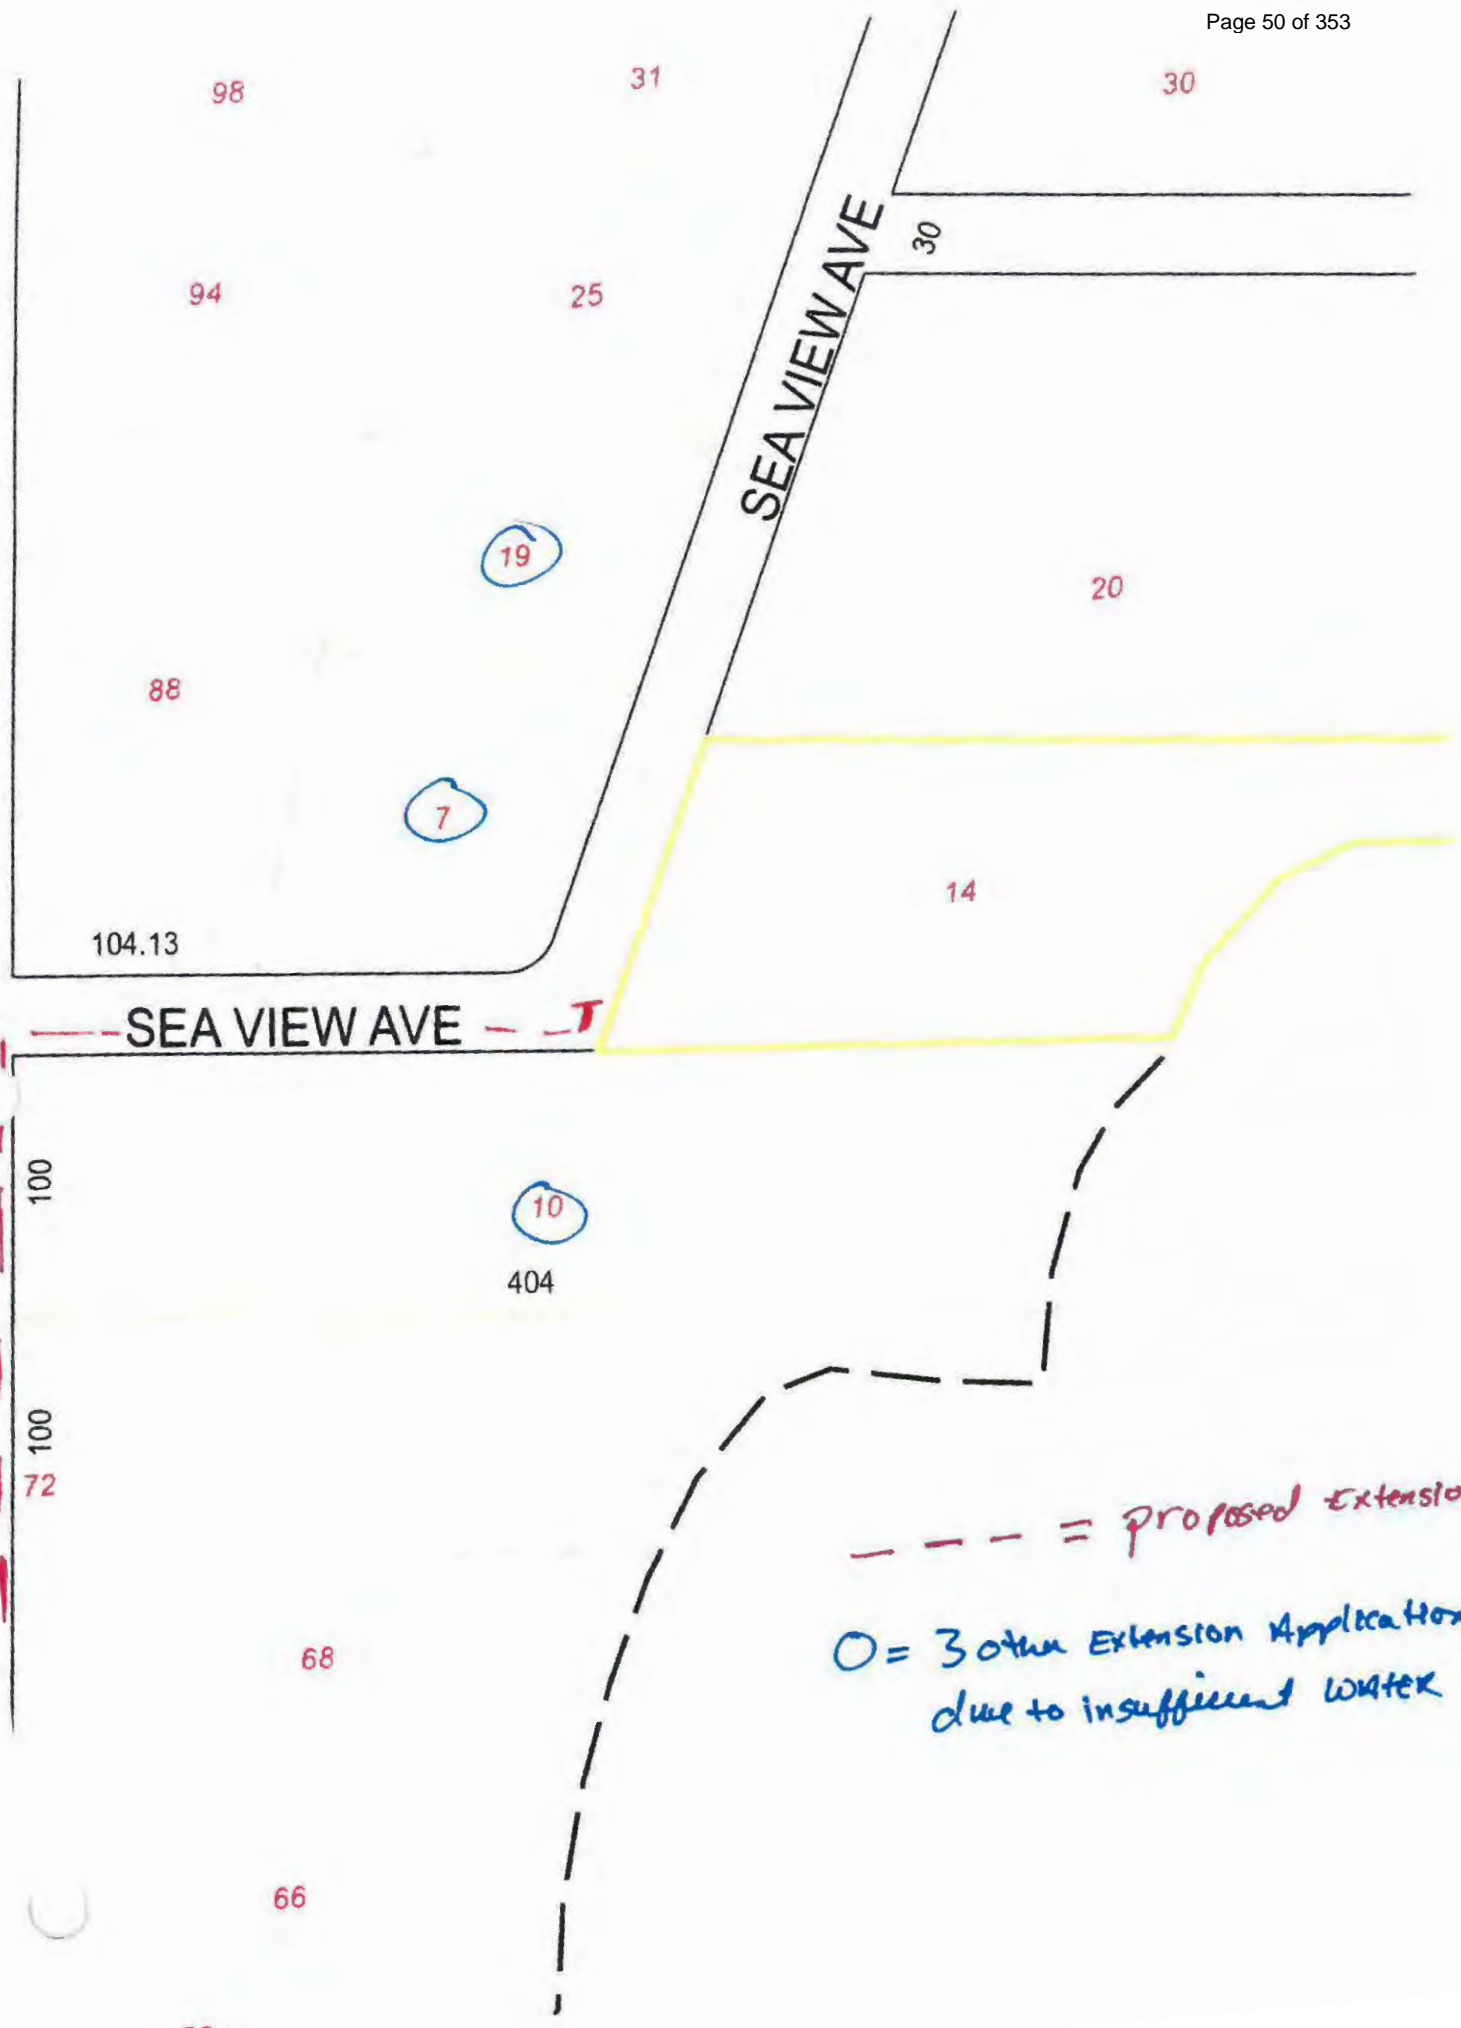 Page 50 of 353
98
31
30
30
SEA VIEW AVE
94
25
19
20
88
7
14
104.13
SEA VIEW AVE
T
100
10
404
100
72
--- = proposed Extensio
68
O = 3 other Extension Application
due to insufficient WATER
66